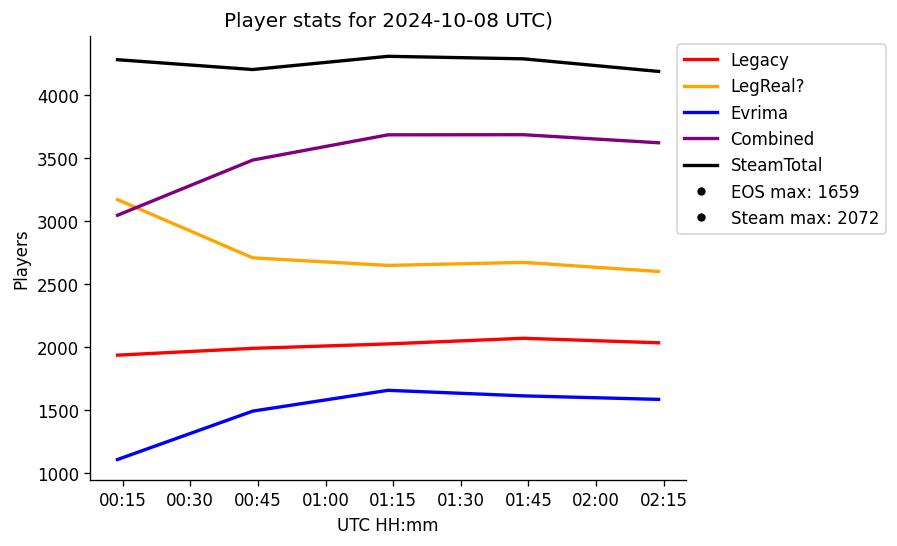 Player stats for 2024-10-08 UTC)
Legacy
LegReal?
Evrima
Combined
SteamTotal
EOS max: 1659
Steam max: 2072
Players
4000
3500
3000
2500
2000
1500
1000
00:15 00:30 00:45 01:00 01:15 01:30 01:45 02:00 02:15
UTC HH:mm